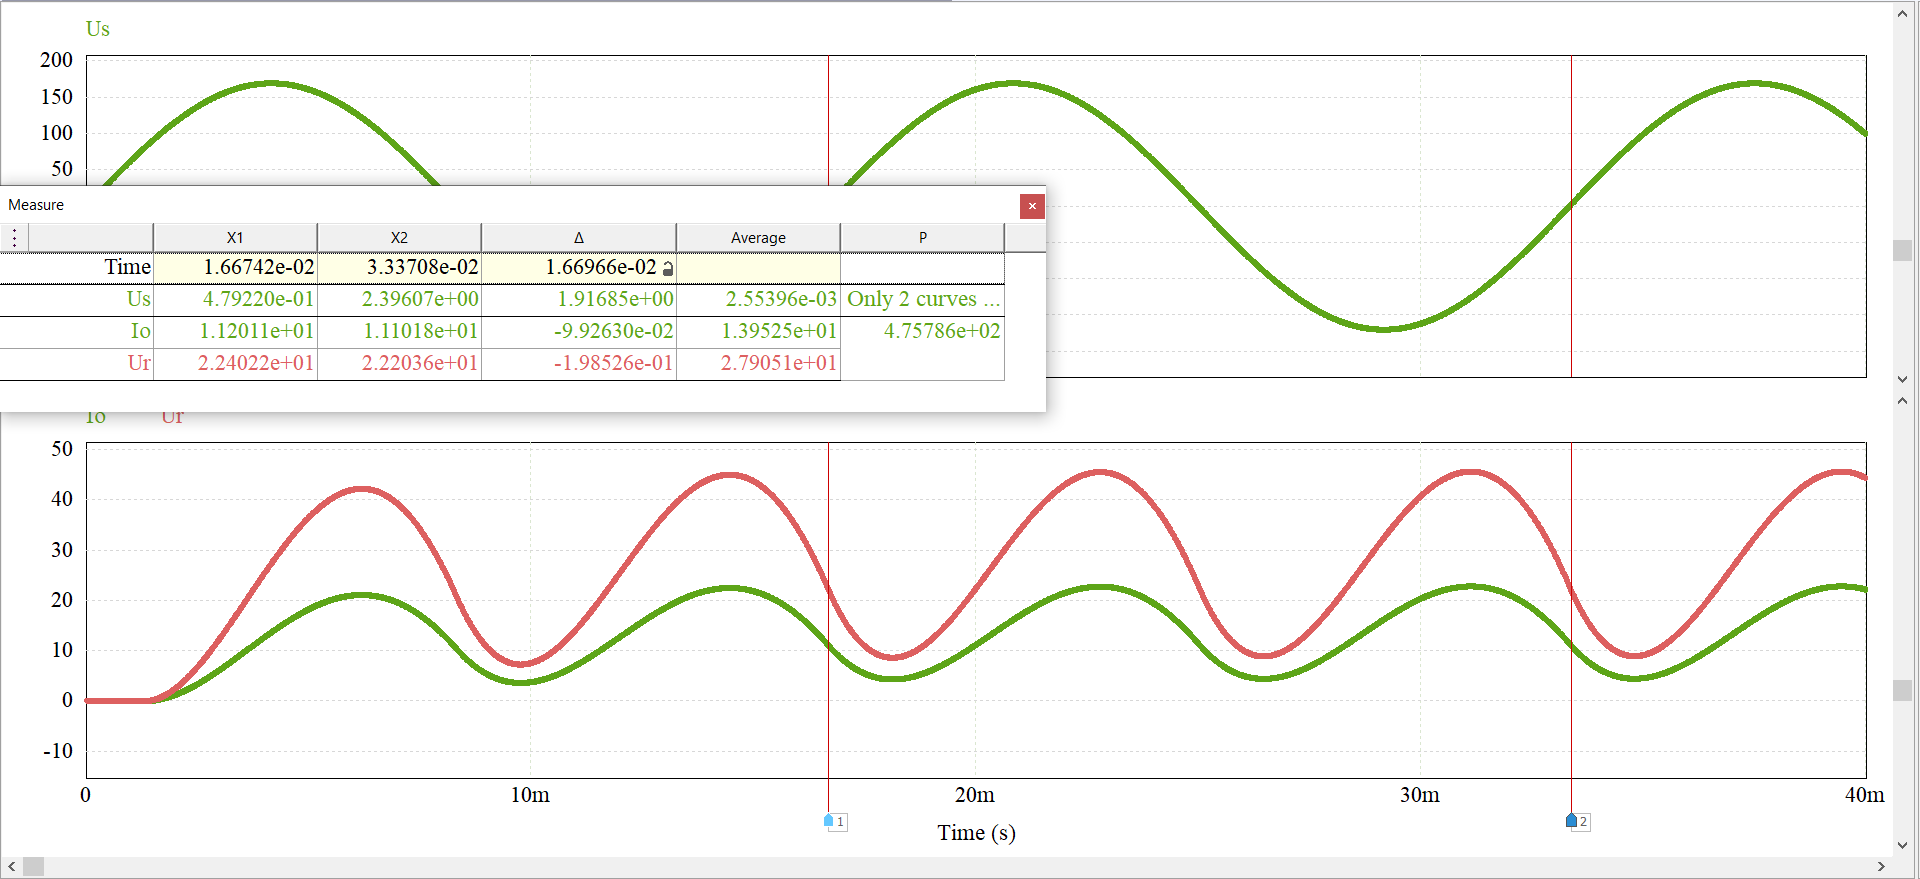 Us
200
150
100
50
Measure
X1 X2 Δ Average P
Time 1.66742e-02 3.33708e-02 1.66966e-02
Us 4.79220e-01 2.39607e+00 1.91685e+00 2.55396e-03 Only 2 curves ...
Io 1.12011e+01 1.11018e+01 -9.92630e-02 1.39525e+01 4.75786e+02
Ur 2.24022e+01 2.22036e+01 -1.98526e-01 2.79051e+01
Io Ur
50
40
30
20
10
0
-10
0 10m 20m 30m 40m
1 2
Time (s)